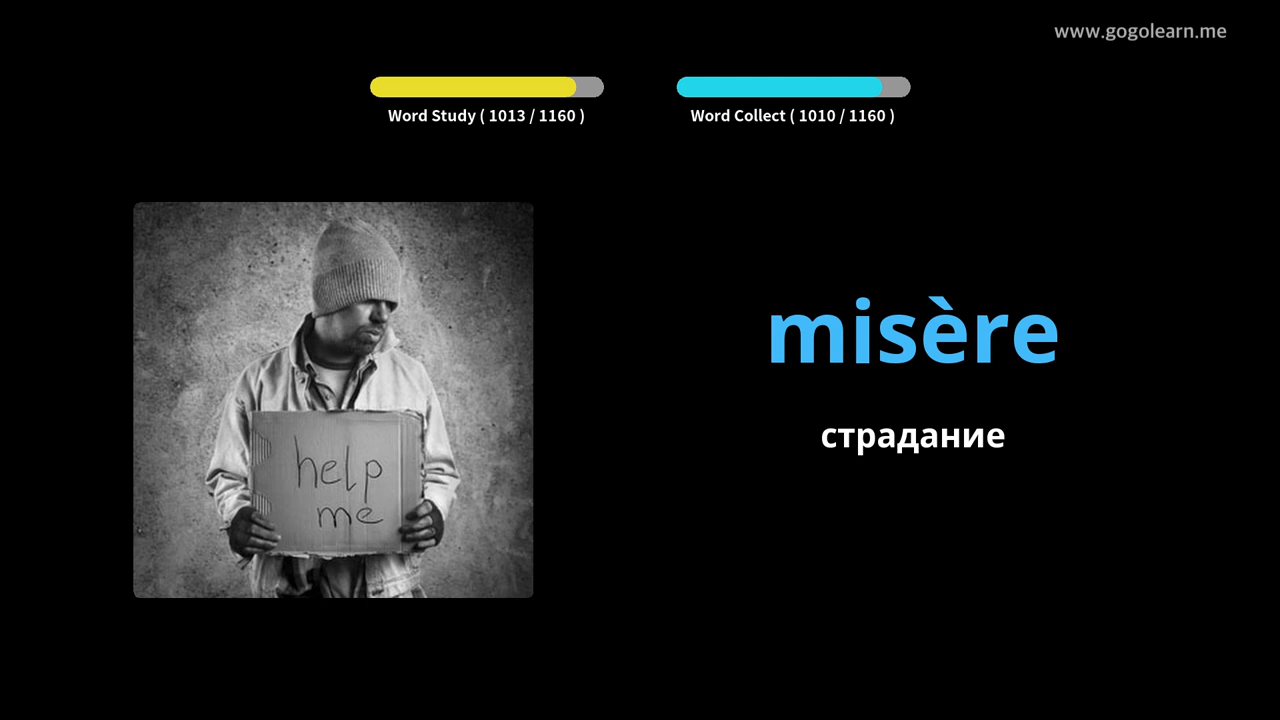 www.gogolearn.me
Word Study ( 1013 / 1160 )
Word Collect ( 1010 / 1160 )
help
me
misère
страдание